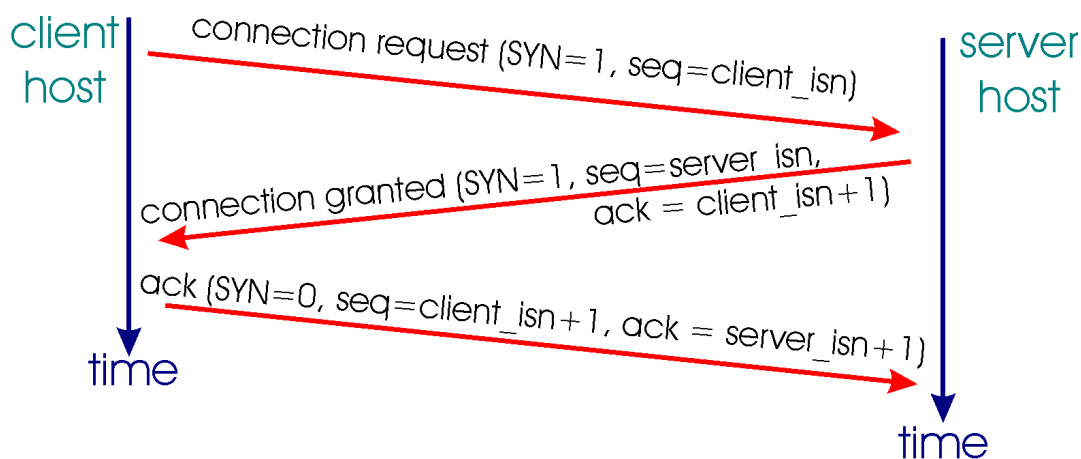 client
host
connection request (SYN=1, seq=client_isn)
server
host
connection granted (SYN=1, seq=server_isn,
ack = client_isn+1)
ack (SYN=0, seq=client_isn+1, ack = server_isn+1)
time
time